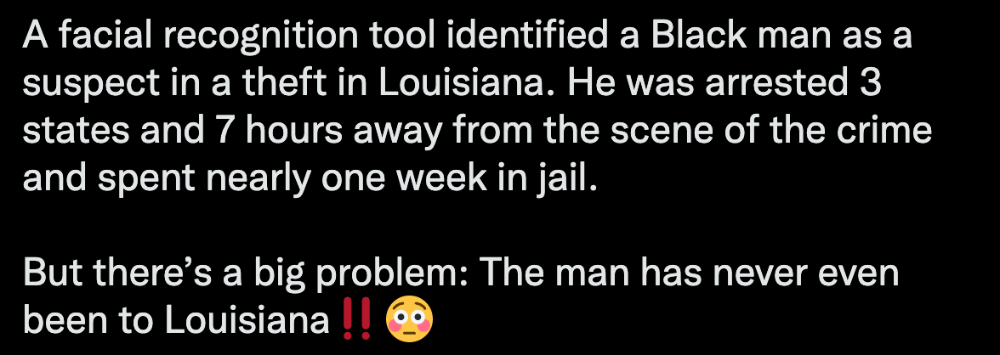 A facial recognition tool identified a Black man as a
suspect in a theft in Louisiana. He was arrested 3
states and 7 hours away from the scene of the crime
and spent nearly one week in jail.
But there’s a big problem: The man has never even
been to Louisiana‼️😳